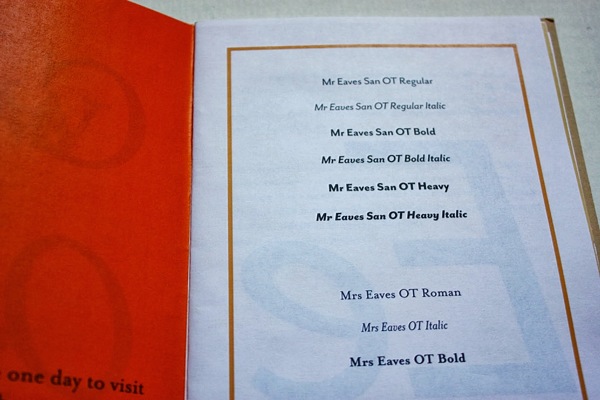 one day to visit
Mr Eaves San OT Regular
Mr Eaves San OT Regular Italic
Mr Eaves San OT Bold
Mr Eaves San OT Bold Italic
Mr Eaves San OT Heavy
Mr Eaves San OT Heavy Italic
Mrs Eaves OT Roman
Mrs Eaves OT Italic
Mrs Eaves OT Bold